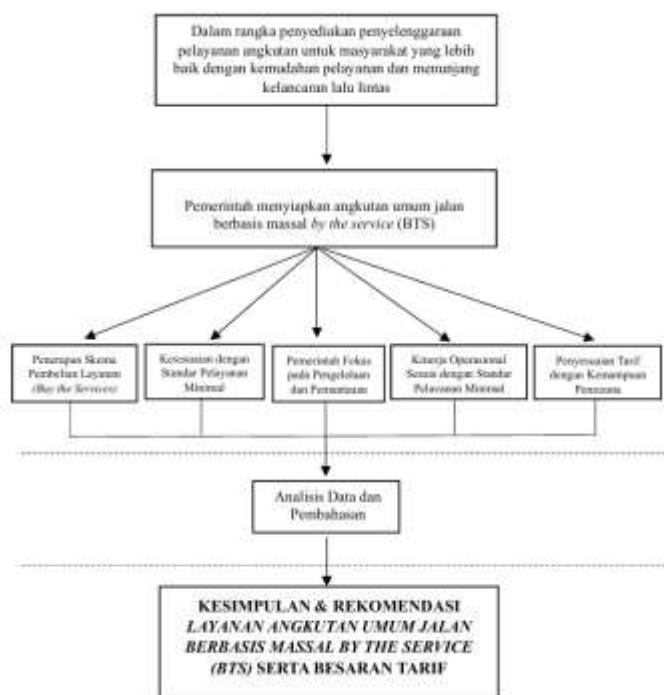 Dalam rangka penyediakan penyelenggaraan
pelayanan angkutan untuk masyarakat yang lebih
baik dengan kemudahan pelayanan dan menunjang
kelancaran lalu lintas
Pemerintah menyiapkan angkutan umum jalan
berbasis massal by the service (BTS)
Penerapan Skema
Pembelian Layanan
(Buy the Services)
Kesesuaian dengan
Standar Pelayanan
Minimal
Pemerintah Fokus
pada Pengelolaan
dan Pemantauan
Kinerja Operasional
Sesuai dengan Standar
Pelayanan Minimal
Penyesuaian Tarif
dengan Kemampuan
Pengguna
Analisis Data dan
Pembahasan
KESIMPULAN & REKOMENDASI
LAYANAN ANGKUTAN UMUM JALAN
BERBASIS MASSAL BY THE SERVICE
(BTS) SERTA BESARAN TARIF